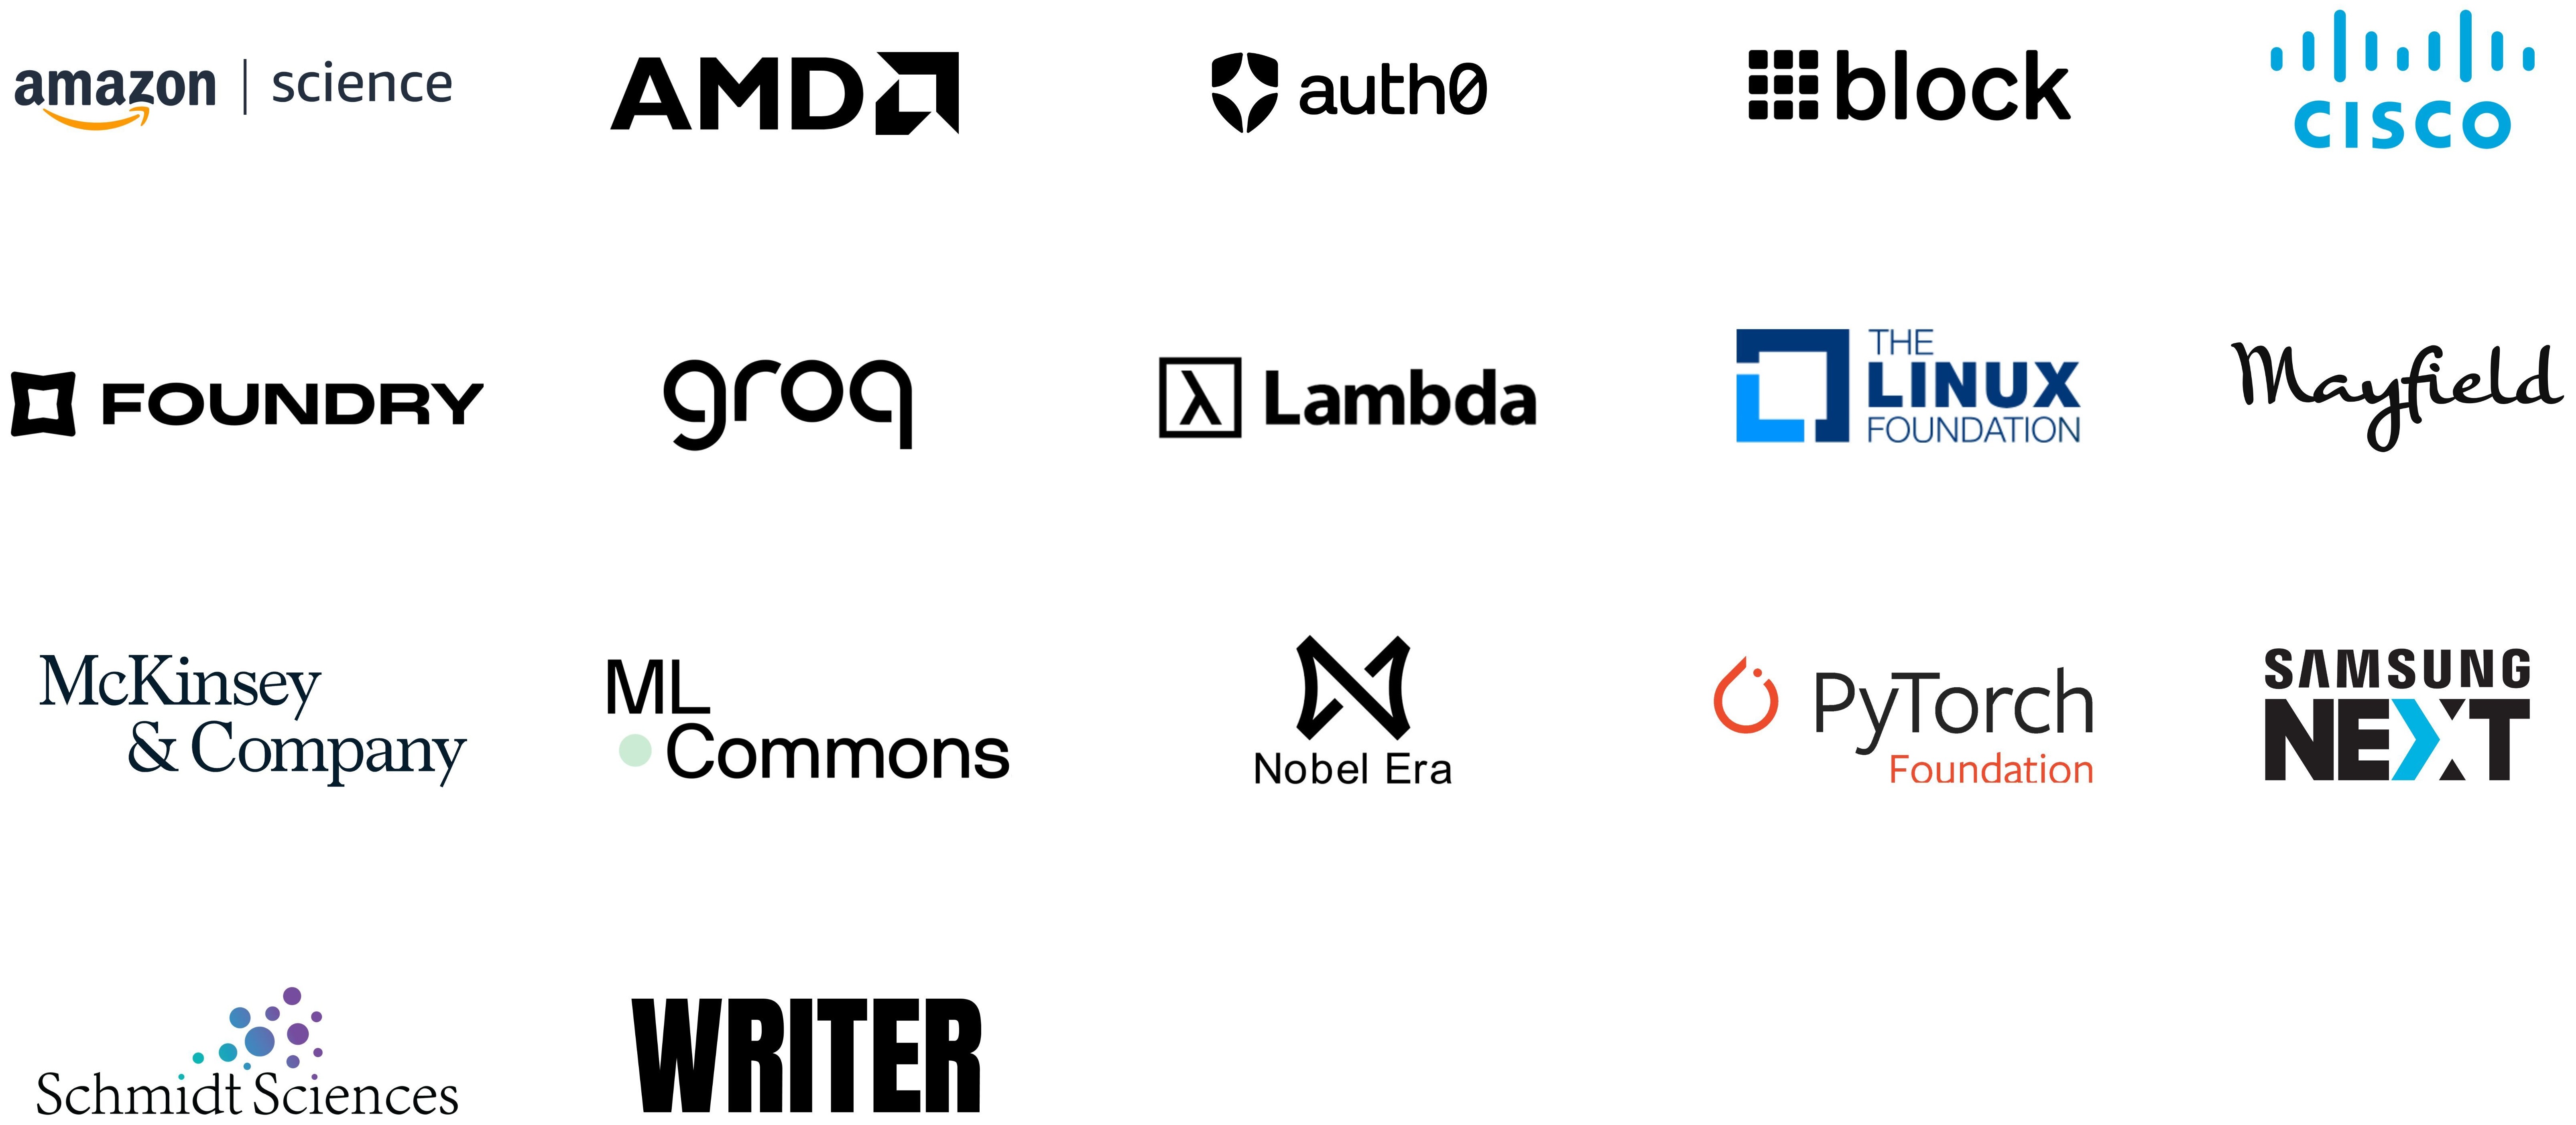 amazon | science
AMD
auth0
block
CISCO
FOUNDRY
groq
λ Lambda
THE
LINUX
FOUNDATION
Mayfield
McKinsey
& Company
ML
Commons
Nobel Era
PyTorch
Foundation
SAMSUNG
NEXT
Schmidt Sciences
WRITER